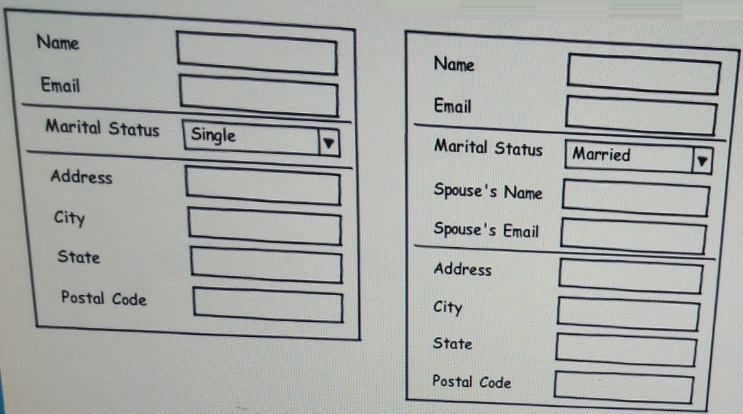 Name
Email
Marital Status Single
Address
City
State
Postal Code
Name
Email
Marital Status Married
Spouse's Name
Spouse's Email
Address
City
State
Postal Code